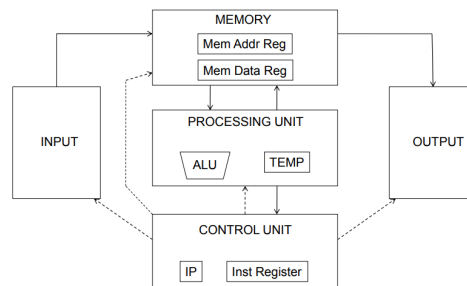 MEMORY
Mem Addr Reg
Mem Data Reg
INPUT
PROCESSING UNIT
ALU
TEMP
OUTPUT
CONTROL UNIT
IP
Inst Register